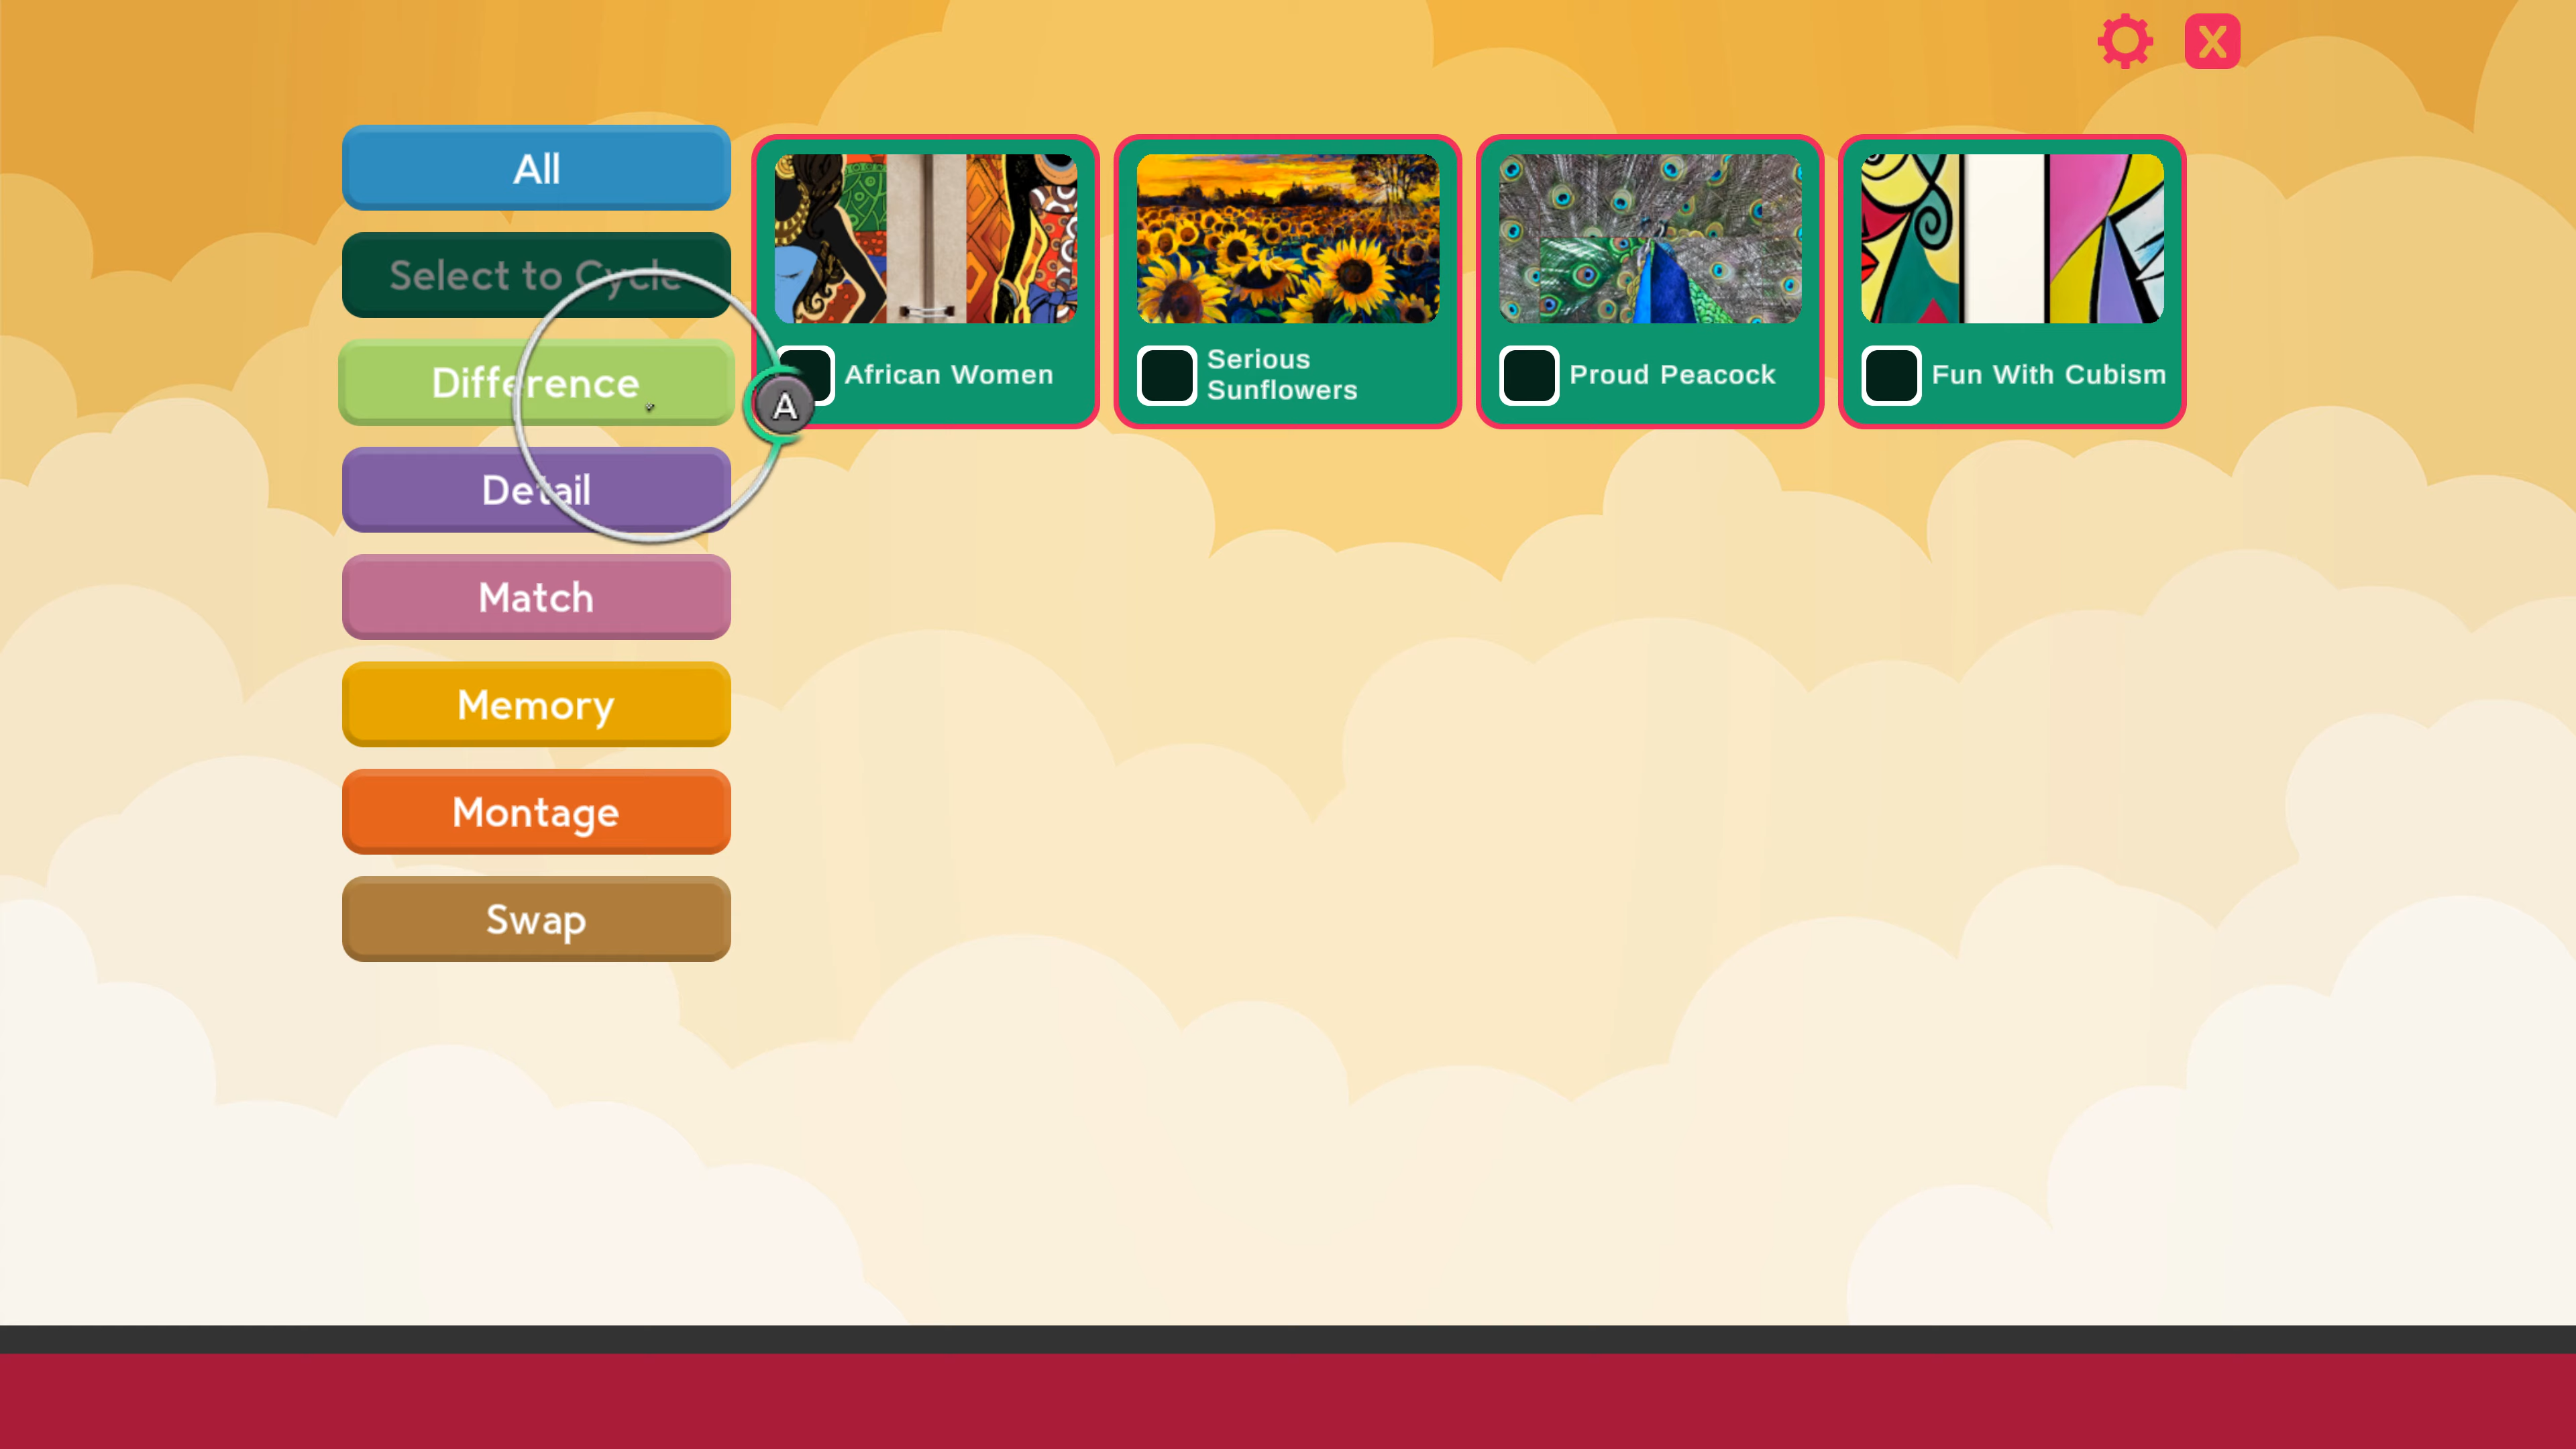 X
All
Select to Cycle
Difference
Detail
Match
Memory
Montage
Swap
A
African Women
Serious
Sunflowers
Proud Peacock
Fun With Cubism